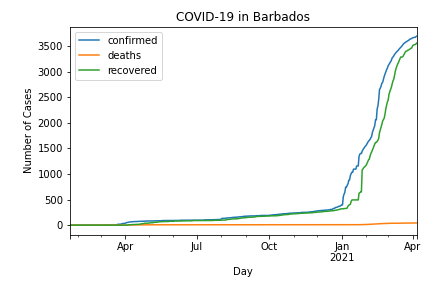 COVID-19 in Barbados
confirmed
deaths
recovered
Number of Cases
3500
3000
2500
2000
1500
1000
500
0
Apr
Jul
Oct
Jan
2021
Apr
Day